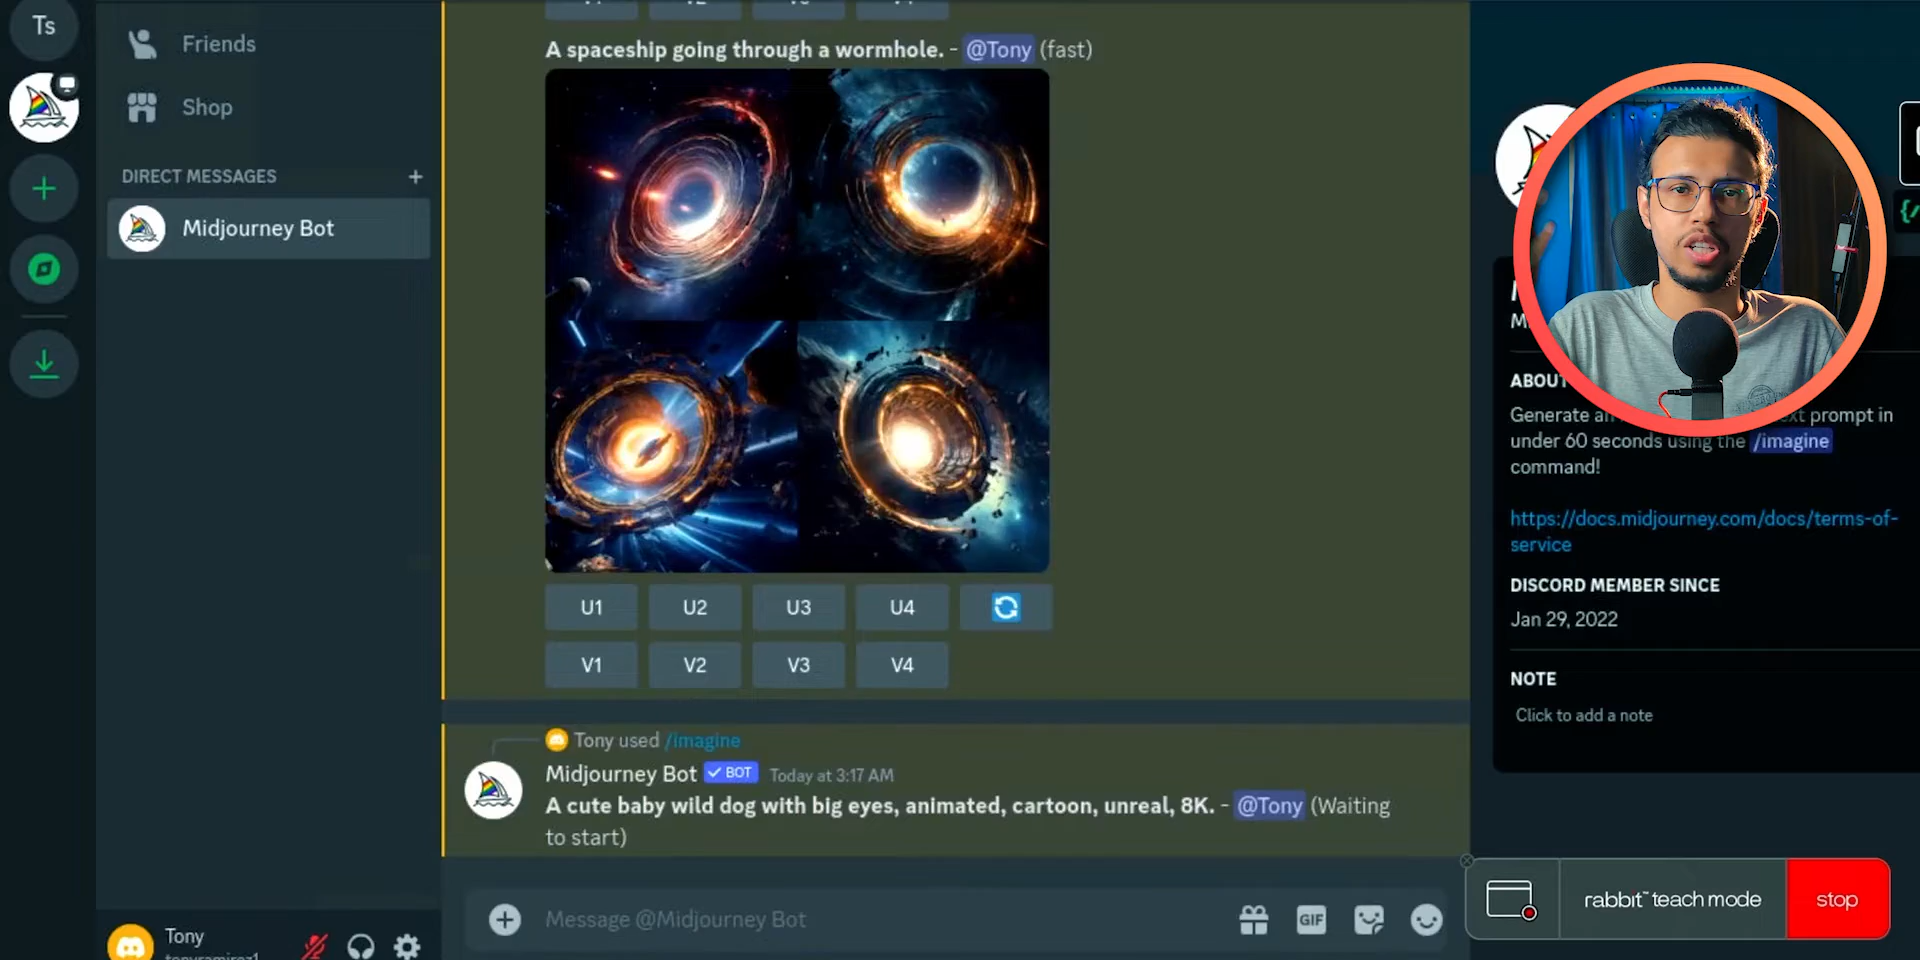 Ts
Friends
Shop
DIRECT MESSAGES +
Midjourney Bot
A spaceship going through a wormhole. - @Tony (fast)
U1 U2 U3 U4
V1 V2 V3 V4
Tony used /imagine
Midjourney Bot ✓ BOT Today at 3:17 AM
A cute baby wild dog with big eyes, animated, cartoon, unreal, 8K. - @Tony (Waiting
to start)
Message @Midjourney Bot
GIF
Tony
ABOUT
Generate an prompt in
under 60 seconds using the /imagine
command!
https://docs.midjourney.com/docs/terms-of-
service
DISCORD MEMBER SINCE
Jan 29, 2022
NOTE
Click to add a note
rabbit™ teach mode
stop